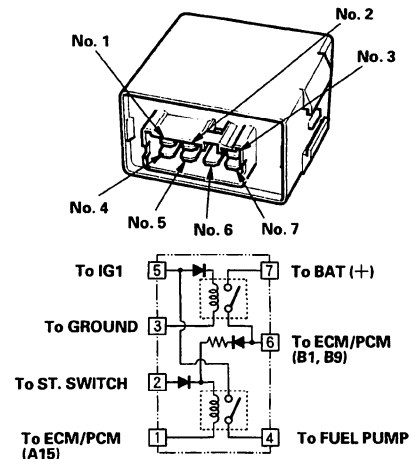 No. 2
No. 1
No. 3
No. 4
No. 5
No. 6
No. 7
To IG1 5
7 To BAT (+)
To GROUND 3
6 To ECM/PCM
(B1, B9)
To ST. SWITCH 2
To ECM/PCM 1
(A15)
4 To FUEL PUMP